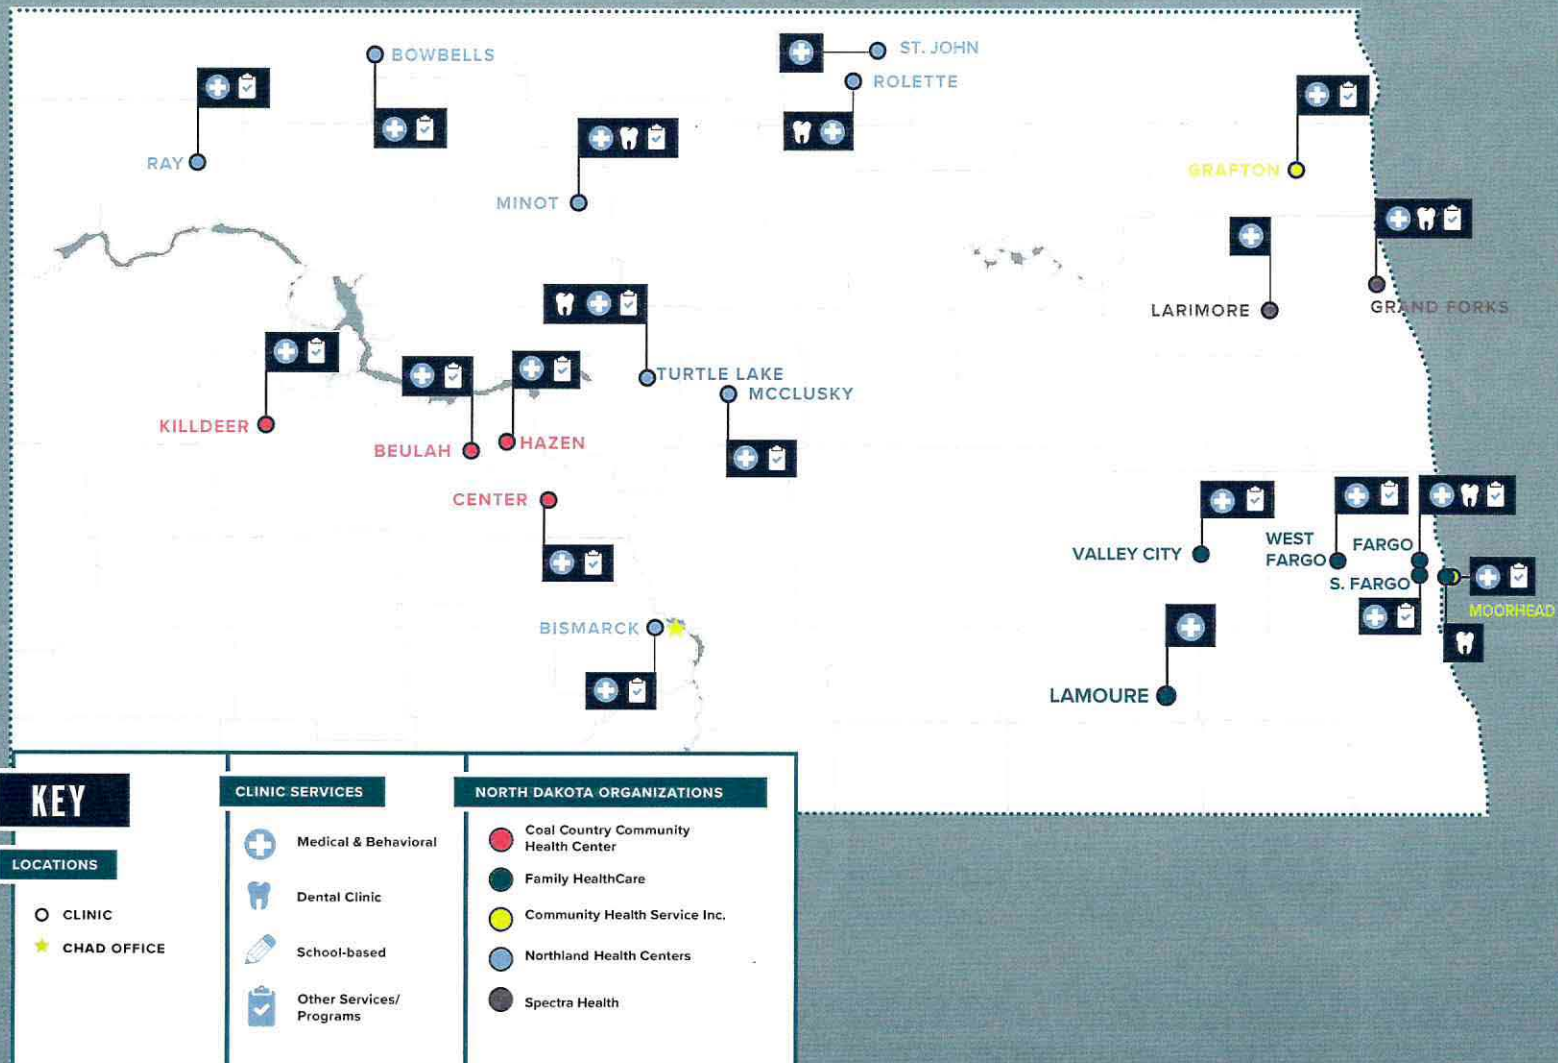 BOWBELLS
ST. JOHN
ROLETTE
RAY
MINOT
GRAFTON
LARIMORE
GRAND FORKS
TURTLE LAKE
MCCLUSKY
KILLDEER
BEULAH
HAZEN
CENTER
VALLEY CITY
WEST
FARGO
FARGO
S. FARGO
MOORHEAD
BISMARCK
LAMOURE
KEY
LOCATIONS
CLINIC
CHAD OFFICE
CLINIC SERVICES
Medical & Behavioral
Dental Clinic
School-based
Other Services/
Programs
NORTH DAKOTA ORGANIZATIONS
Coal Country Community
Health Center
Family HealthCare
Community Health Service Inc.
Northland Health Centers
Spectra Health